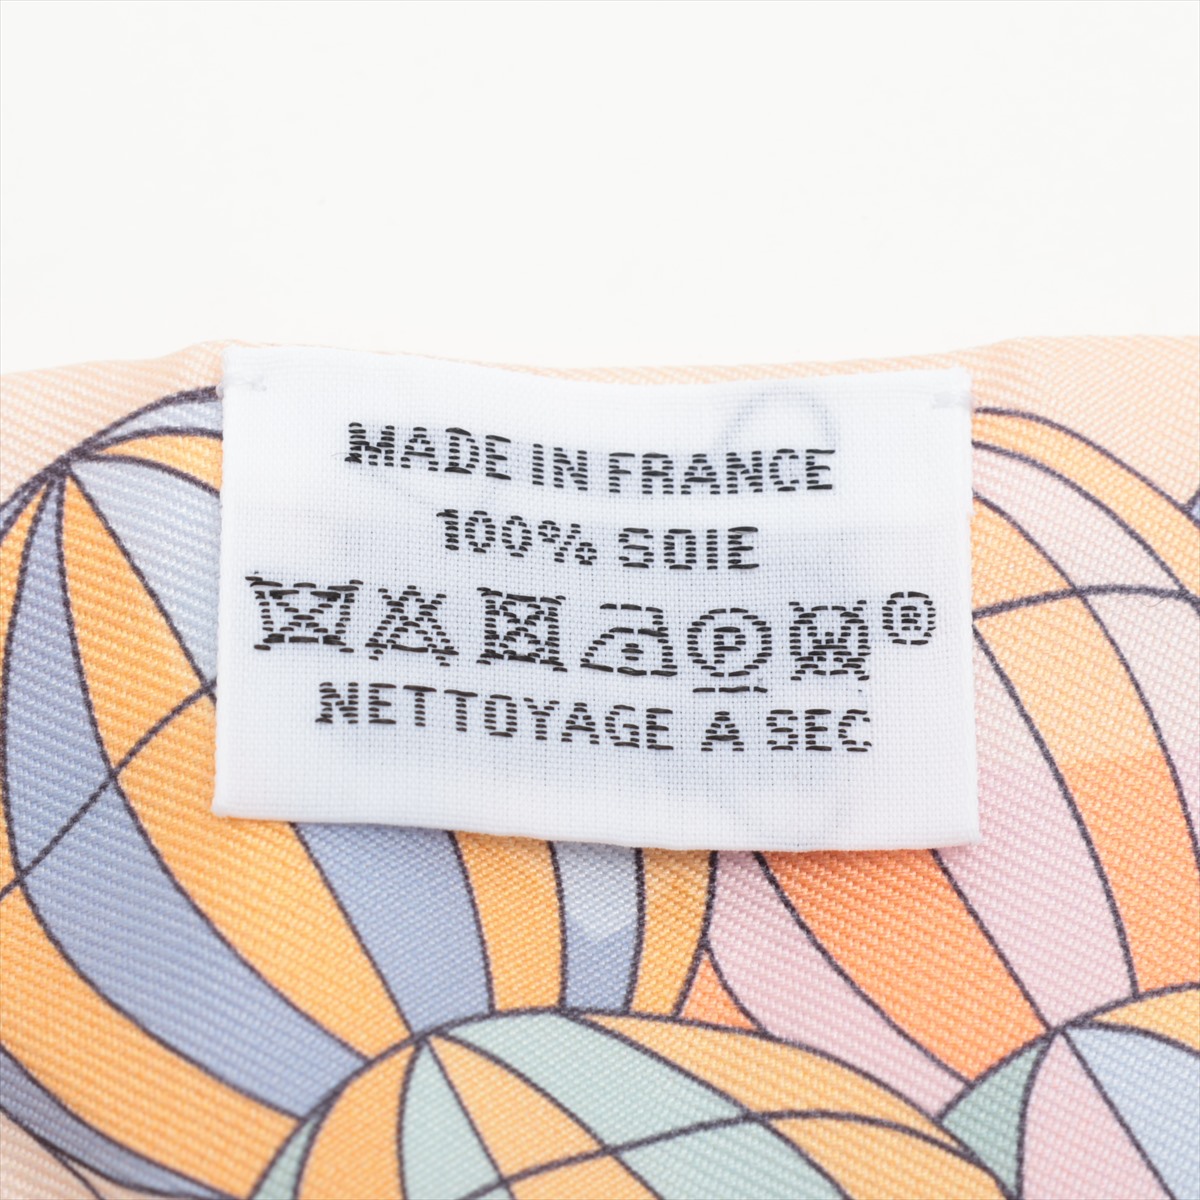 MADE IN FRANCE
100% SOIE
P W ®
NETTOYAGE A SEC